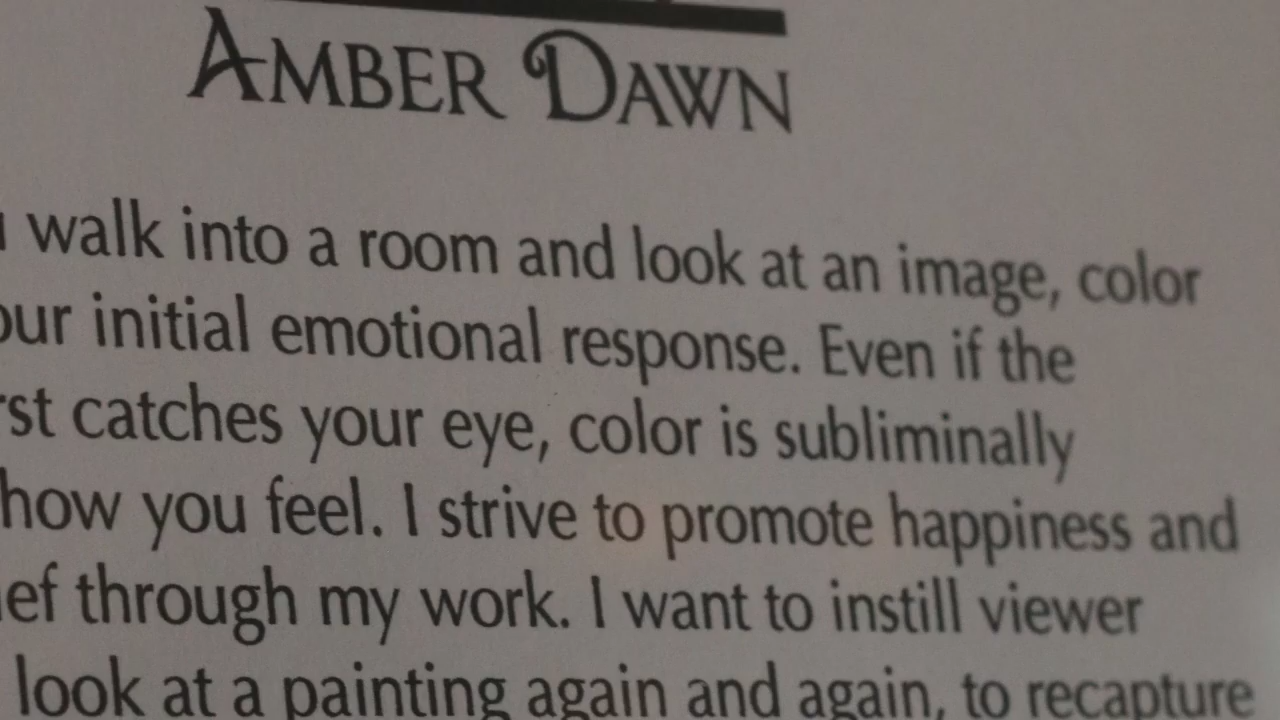 AMBER DAWN
walk into a room and look at an image, color
our initial emotional response. Even if the
catches your eye, color is subliminally
how you feel. I strive to promote happiness and
through my work. I want to instill viewer
look at a painting again and again, to recapture